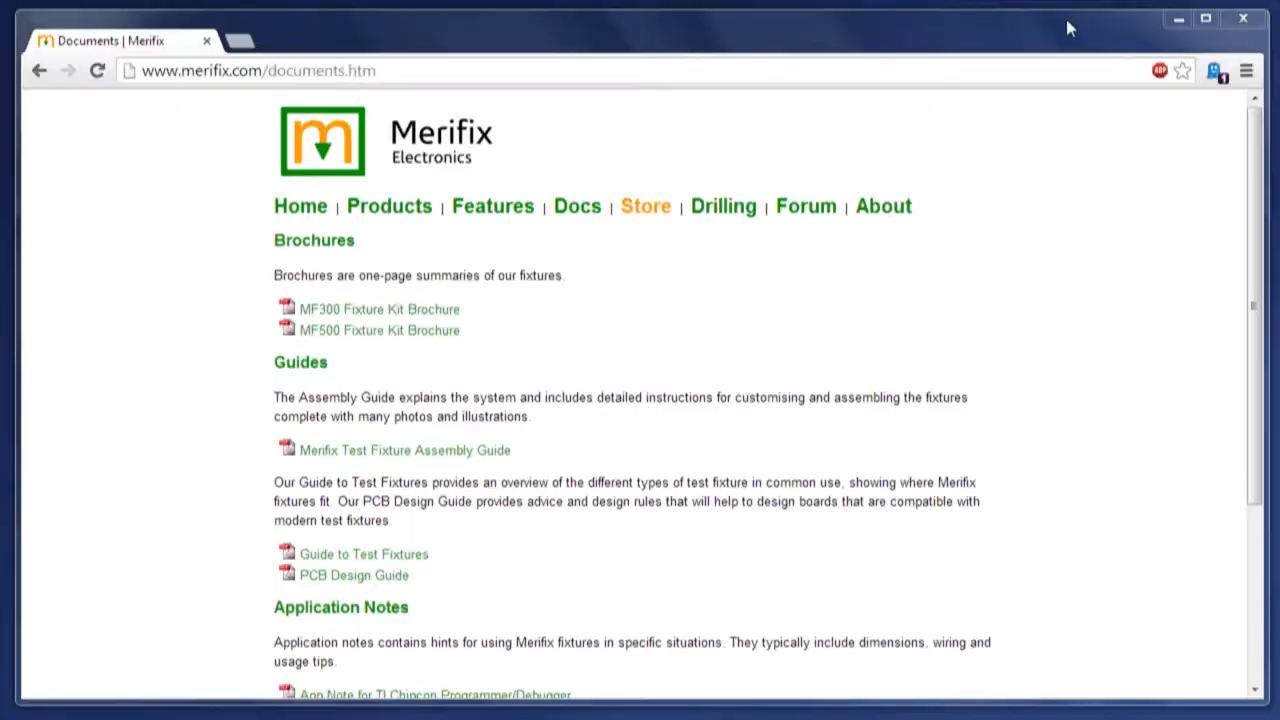 Documents | Merifix
www.merifix.com/documents.htm
ABP
1
m
Merifix
Electronics
Home | Products | Features | Docs | Store | Drilling | Forum | About
Brochures
Brochures are one-page summaries of our fixtures.
MF300 Fixture Kit Brochure
MF500 Fixture Kit Brochure
Guides
The Assembly Guide explains the system and includes detailed instructions for customising and assembling the fixtures
complete with many photos and illustrations.
Merifix Test Fixture Assembly Guide
Our Guide to Test Fixtures provides an overview of the different types of test fixture in common use, showing where Merifix
fixtures fit. Our PCB Design Guide provides advice and design rules that will help to design boards that are compatible with
modern test fixtures.
Guide to Test Fixtures
PCB Design Guide
Application Notes
Application notes contains hints for using Merifix fixtures in specific situations. They typically include dimensions, wiring and
usage tips.
App Note for TI Chipcon Programmer/Debugger